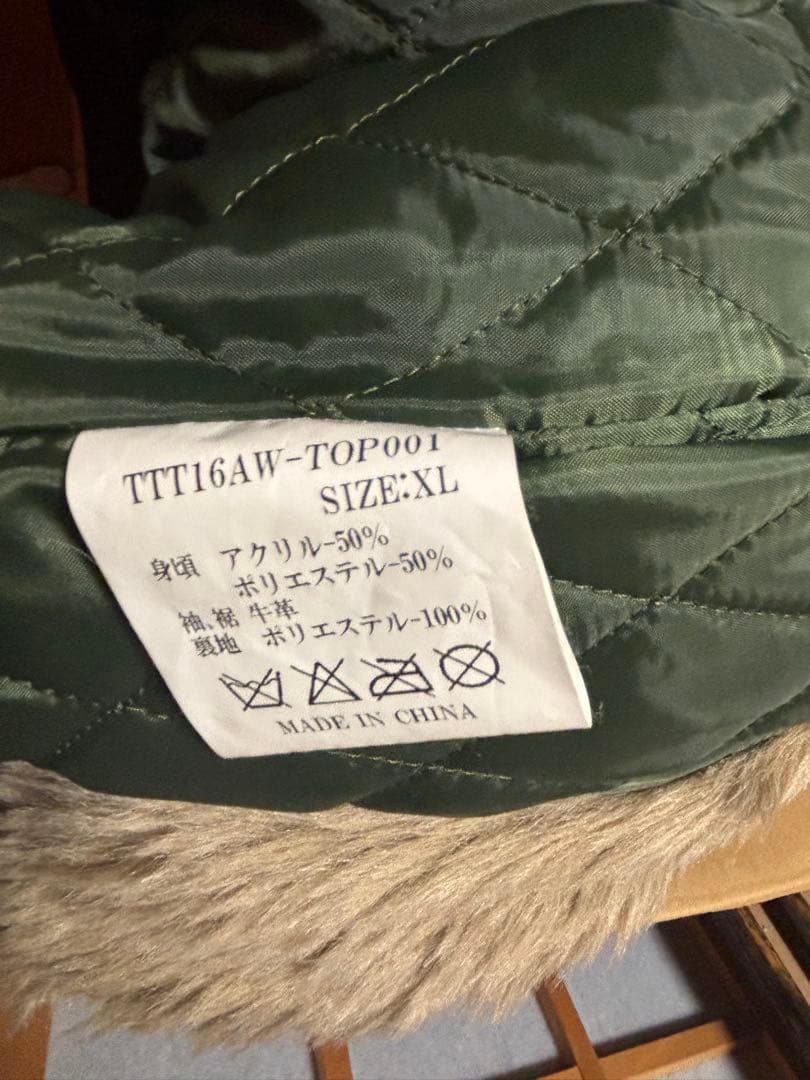 TTT16AW-TOP001
SIZE:XL
身頃 アクリル-50%
ポリエステル-50%
袖、裾 牛革
裏地 ポリエステル-100%
MADE IN CHINA